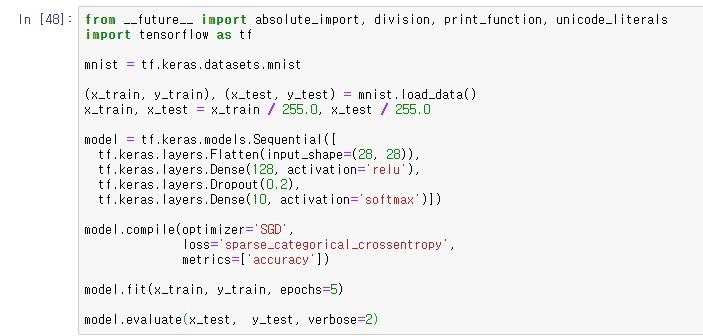 In [48]:
from __future__ import absolute_import, division, print_function, unicode_literals
import tensorflow as tf
mnist = tf.keras.datasets.mnist
(x_train, y_train), (x_test, y_test) = mnist.load_data()
x_train, x_test = x_train / 255.0, x_test / 255.0
model = tf.keras.models.Sequential([
  tf.keras.layers.Flatten(input_shape=(28, 28)),
  tf.keras.layers.Dense(128, activation='relu'),
  tf.keras.layers.Dropout(0.2),
  tf.keras.layers.Dense(10, activation='softmax')])
model.compile(optimizer='SGD',
              loss='sparse_categorical_crossentropy',
              metrics=['accuracy'])
model.fit(x_train, y_train, epochs=5)
model.evaluate(x_test,  y_test, verbose=2)